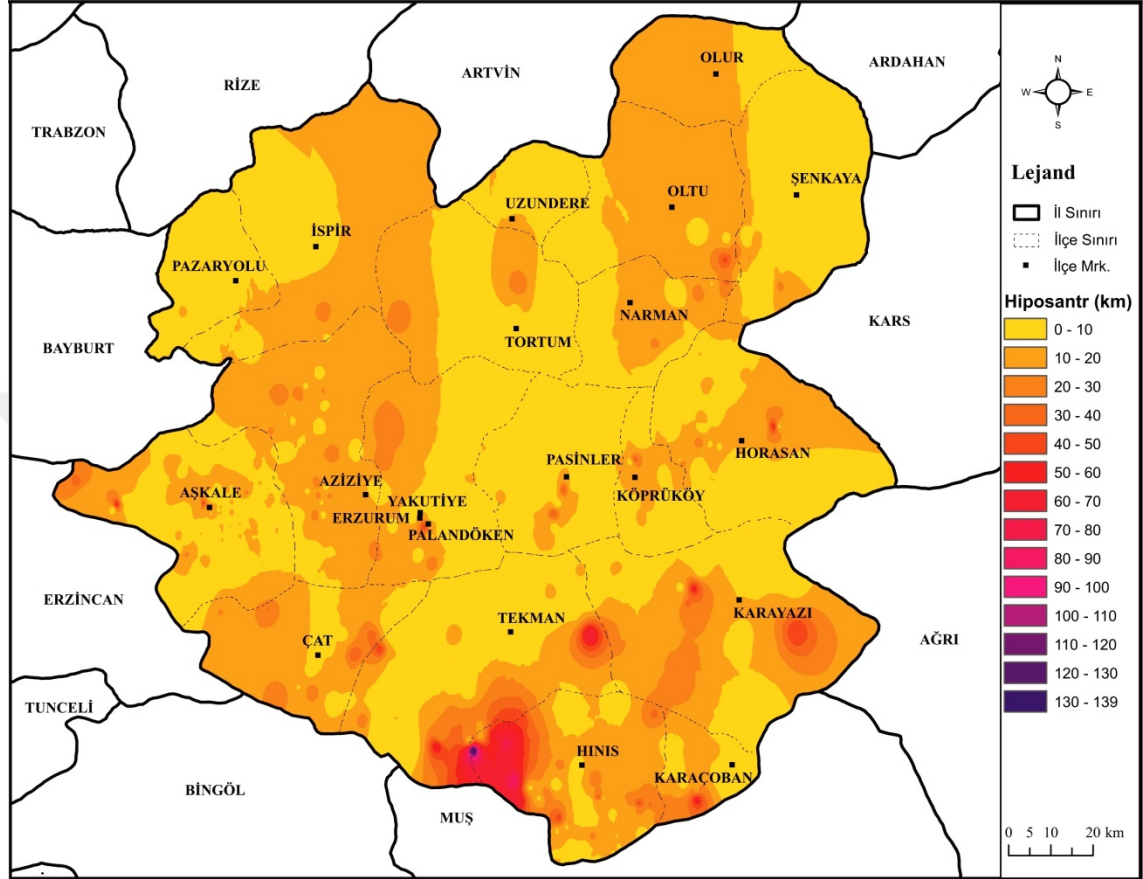 OLUR
ARDAHAN
ARTVİN
RİZE
N
W
E
S
TRABZON
Lejand
İl Sınırı
İlçe Sınırı
İlçe Mrk.
ŞENKAYA
OLTU
UZUNDERE
İSPİR
PAZARYOLU
NARMAN
KARS
TORTUM
BAYBURT
Hiposantr (km)
0 - 10
10 - 20
20 - 30
30 - 40
40 - 50
50 - 60
60 - 70
70 - 80
80 - 90
90 - 100
100 - 110
110 - 120
120 - 130
130 - 139
HORASAN
PASİNLER
KÖPRÜKÖY
AZİZİYE
AŞKALE
YAKUTİYE
ERZURUM
PALANDÖKEN
ERZİNCAN
KARAYAZI
TEKMAN
AĞRI
ÇAT
TUNCELİ
HINIS
KARAÇOBAN
BİNGÖL
MUŞ
0 5 10 20 km